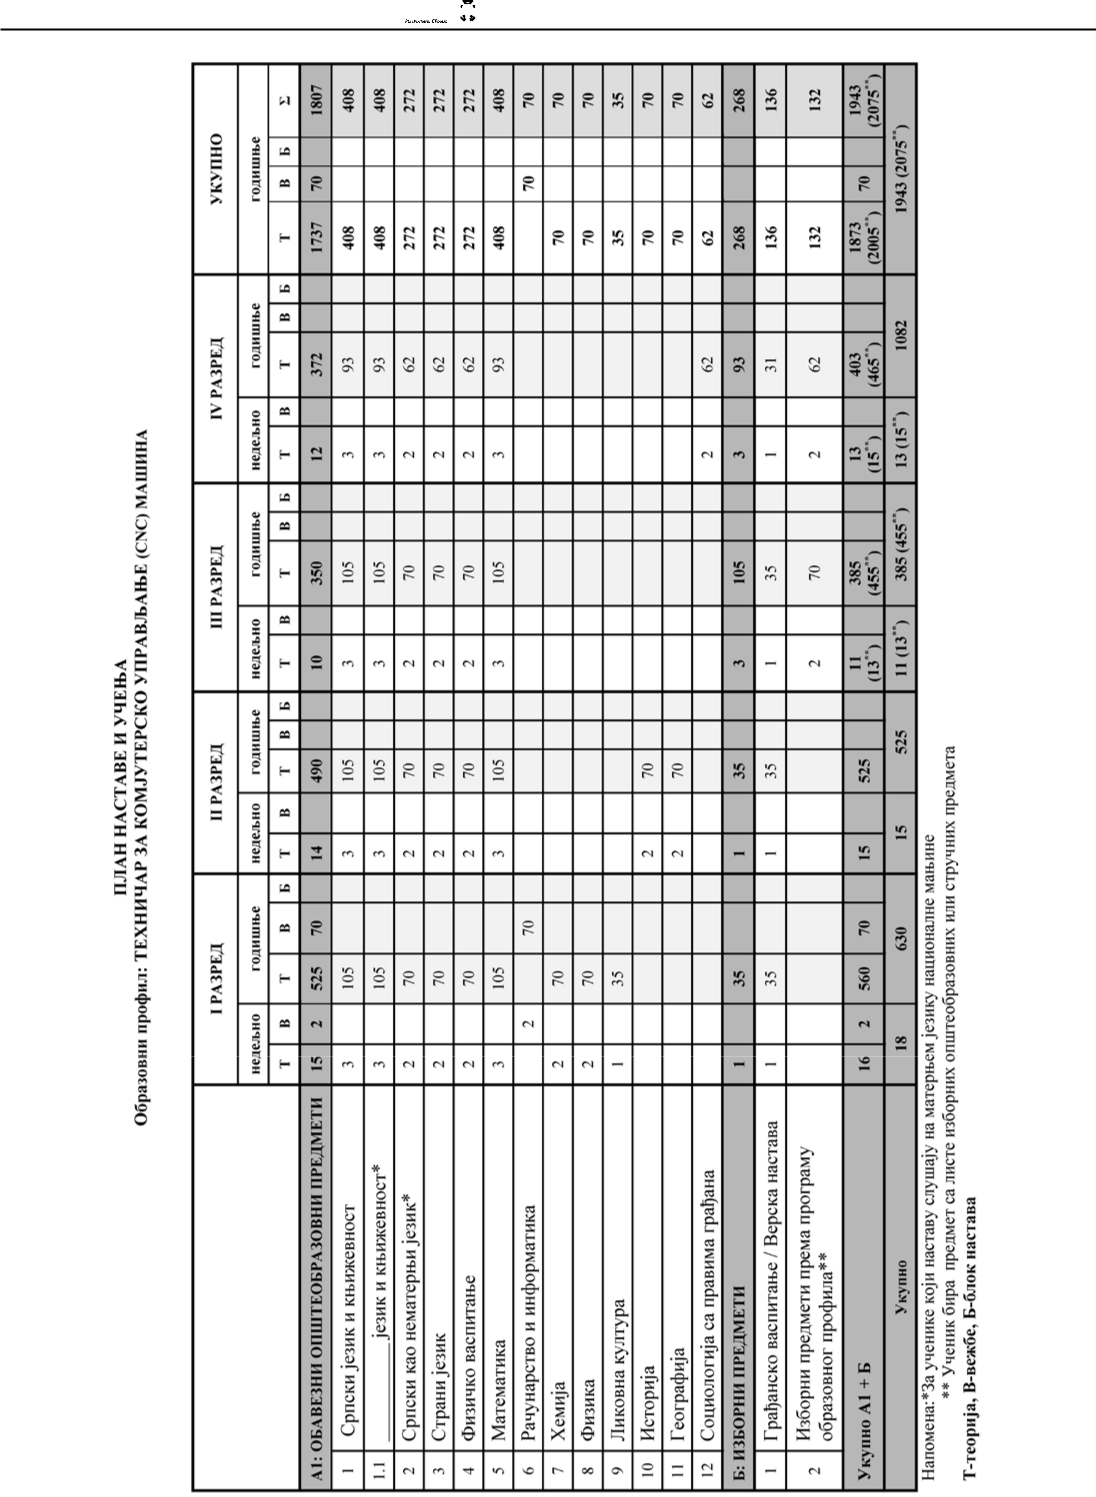 ПЛАН НАСТАВЕ И УЧЕЊА
Образовни профил: ТЕХНИЧАР ЗА КОМЈУТЕРСКО УПРАВЉАЊЕ (CNC) МАШИНА
I РАЗРЕД II РАЗРЕД III РАЗРЕД IV РАЗРЕД УКУПНО
недељно годишње недељно годишње недељно годишње недељно годишње годишње
Т В Т В Б Т В Т В Б Т В Т В Б Т В Т В Б Т В Б Σ
А1: ОБАВЕЗНИ ОПШТЕОБРАЗОВНИ ПРЕДМЕТИ 15 2 525 70 14 490 10 350 12 372 1737 70 1807
1 Српски језик и књижевност 3 105 3 105 3 105 3 93 408 408
1.1 __________ језик и књижевност* 3 105 3 105 3 105 3 93 408 408
2 Српски као нематерњи језик* 2 70 2 70 2 70 2 62 272 272
3 Страни језик 2 70 2 70 2 70 2 62 272 272
4 Физичко васпитање 2 70 2 70 2 70 2 62 272 272
5 Математика 3 105 3 105 3 105 3 93 408 408
6 Рачунарство и информатика 2 70 70 70
7 Хемија 2 70 70 70
8 Физика 2 70 70 70
9 Ликовна култура 1 35 35 35
10 Историја 2 70 70 70
11 Географија 2 70 70 70
12 Социологија са правима грађана 2 62 62 62
Б: ИЗБОРНИ ПРЕДМЕТИ 1 35 1 35 3 105 3 93 268 268
1 Грађанско васпитање / Верска настава 1 35 1 35 1 35 1 31 136 136
2 Изборни предмети према програму образовног профила** 2 70 2 62 132 132
Укупно А1 + Б 16 2 560 70 15 525 11 (13**) 385 (455**) 13 (15**) 403 (465**) 1873 (2005**) 70 1943 (2075**)
Укупно 18 630 15 525 11 (13**) 385 (455**) 13 (15**) 1082 1943 (2075**)
Напомена:*За ученике који наставу слушају на матерњем језику националне мањине
** Ученик бира предмет са листе изборних општеобразовних или стручних предмета
Т-теорија, В-вежбе, Б-блок настава